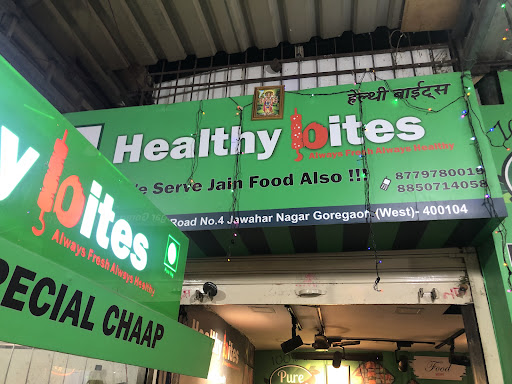 हेल्थी बाईट्स
Healthy bites
Always Fresh Always Healthy
We Serve Jain Food Also !!!
8779780019
8850714058
Road No.4 Jawahar Nagar Goregaon (West)- 400104
bites
Always Fresh Always Healthy
SPECIAL CHAAP
bites
Pure
Food